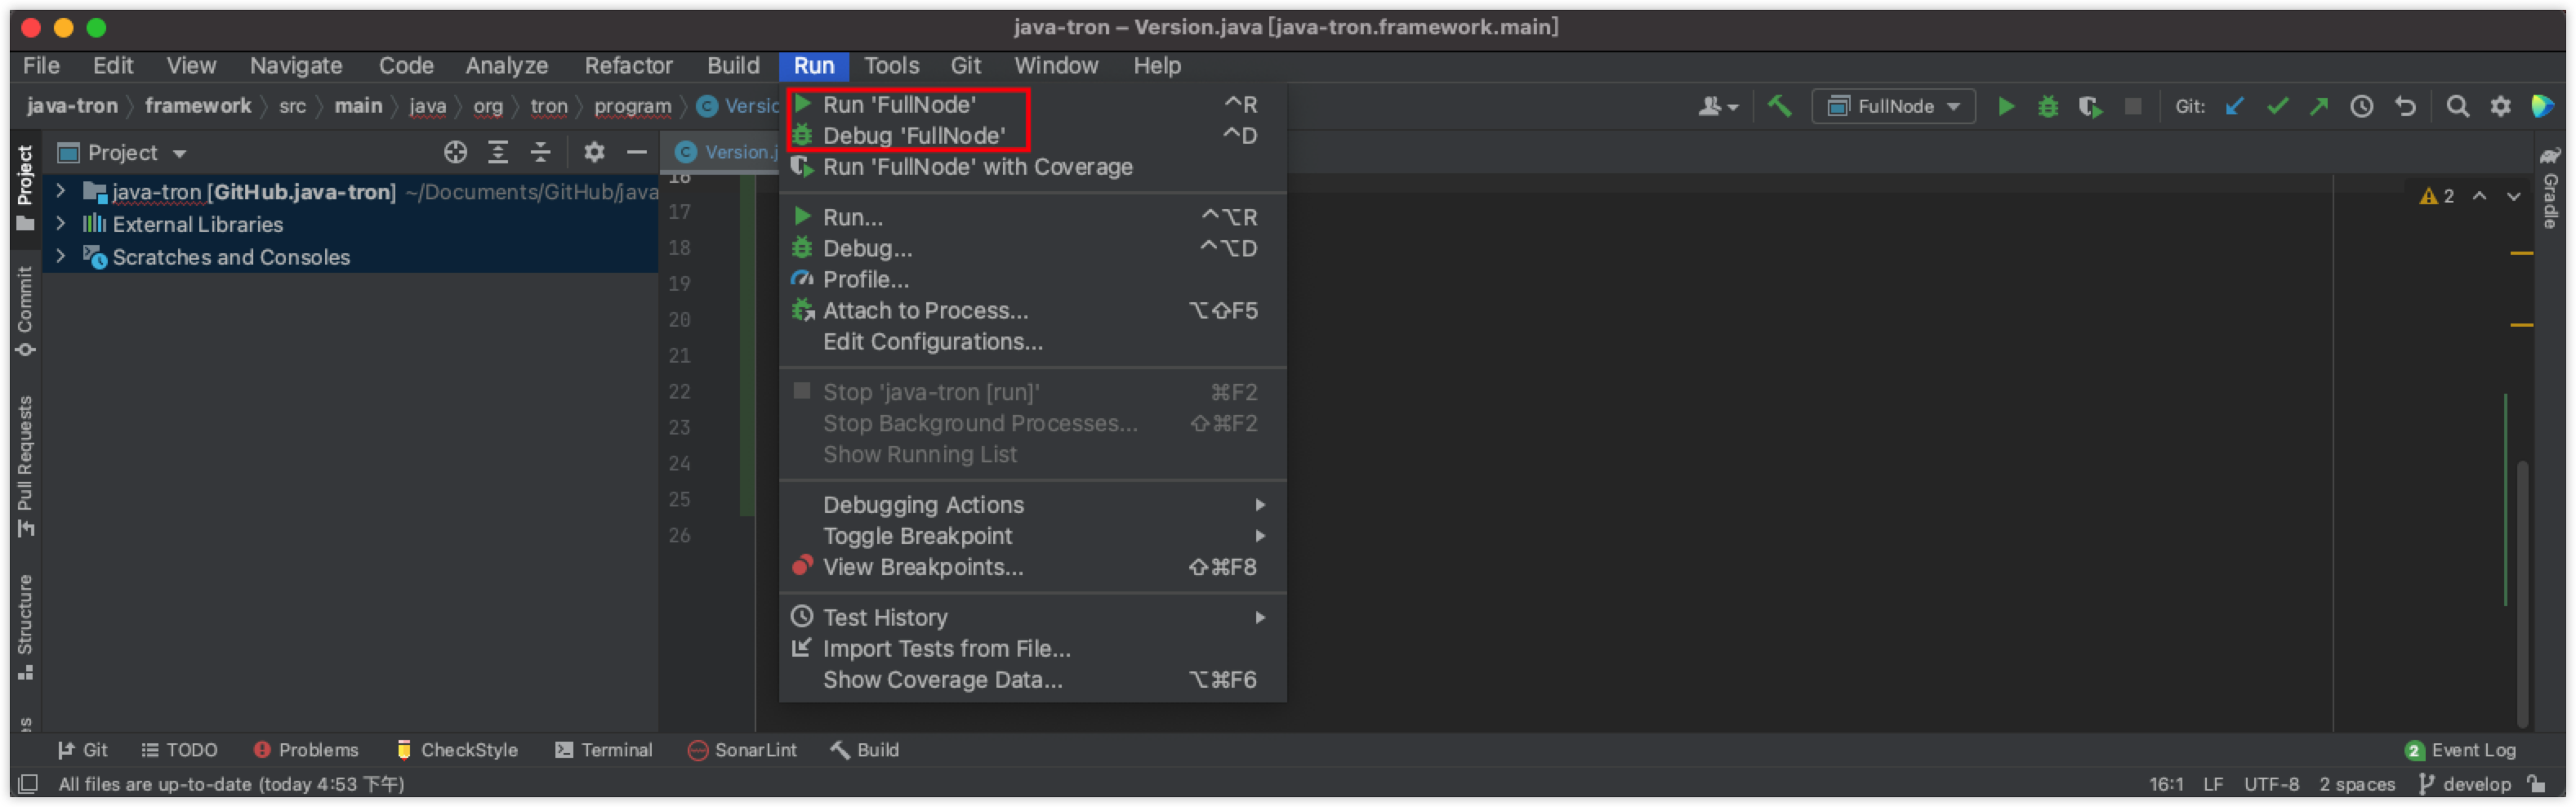 java-tron – Version.java [java-tron.framework.main]
File Edit View Navigate Code Analyze Refactor Build Run Tools Git Window Help
java-tron framework src main java org tron program C Versic FullNode Git:
Run 'FullNode' ^R
Debug 'FullNode' ^D
Run 'FullNode' with Coverage
Run... ^⌥R
Debug... ^⌥D
Profile...
Attach to Process... ⌥⇧F5
Edit Configurations...
Stop 'java-tron [run]' ⌘F2
Stop Background Processes... ⇧⌘F2
Show Running List
Debugging Actions
Toggle Breakpoint
View Breakpoints... ⇧⌘F8
Test History
Import Tests from File...
Show Coverage Data... ⌥⌘F6
Project
java-tron [GitHub.java-tron] ~/Documents/GitHub/java
External Libraries
Scratches and Consoles
C Version.j
16
17
18
19
20
21
22
23
24
25
26
2
Project
Commit
Pull Requests
Structure
es
Gradle
Git TODO Problems CheckStyle Terminal SonarLint Build 2 Event Log
All files are up-to-date (today 4:53 下午) 16:1 LF UTF-8 2 spaces develop